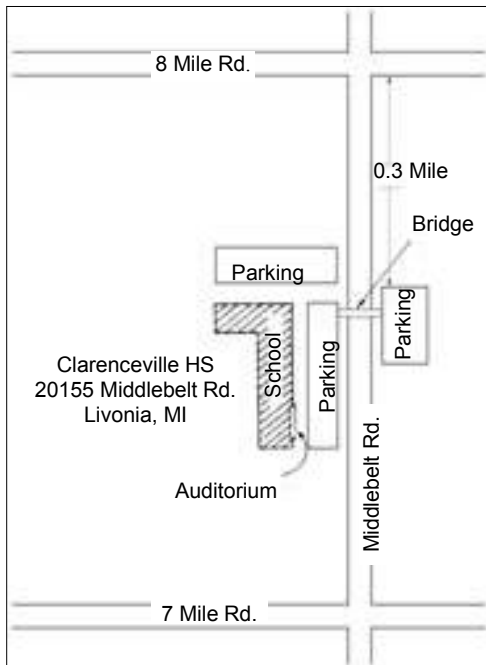 8 Mile Rd.
0.3 Mile
Bridge
Parking
Parking
School
Parking
Clarenceville HS
20155 Middlebelt Rd.
Livonia, MI
Auditorium
Middlebelt Rd.
7 Mile Rd.